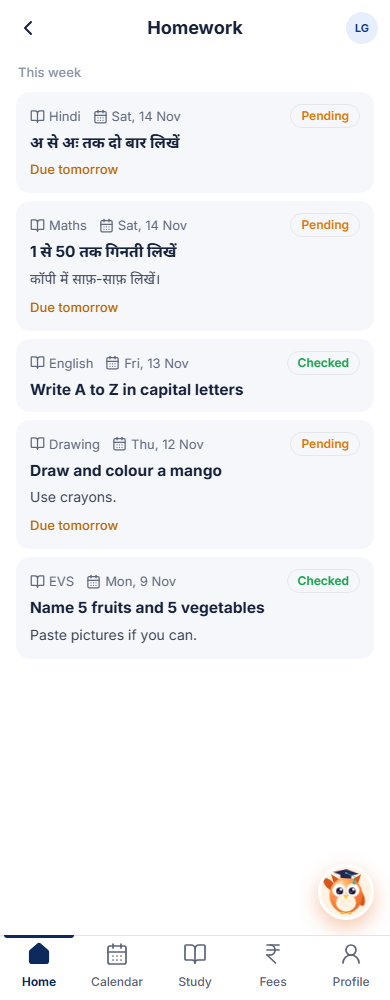 Homework
LG
This week
Hindi Sat, 14 Nov Pending
अ से अः तक दो बार लिखें
Due tomorrow
Maths Sat, 14 Nov Pending
1 से 50 तक गिनती लिखें
कॉपी में साफ़-साफ़ लिखें।
Due tomorrow
English Fri, 13 Nov Checked
Write A to Z in capital letters
Drawing Thu, 12 Nov Pending
Draw and colour a mango
Use crayons.
Due tomorrow
EVS Mon, 9 Nov Checked
Name 5 fruits and 5 vegetables
Paste pictures if you can.
Home Calendar Study Fees Profile